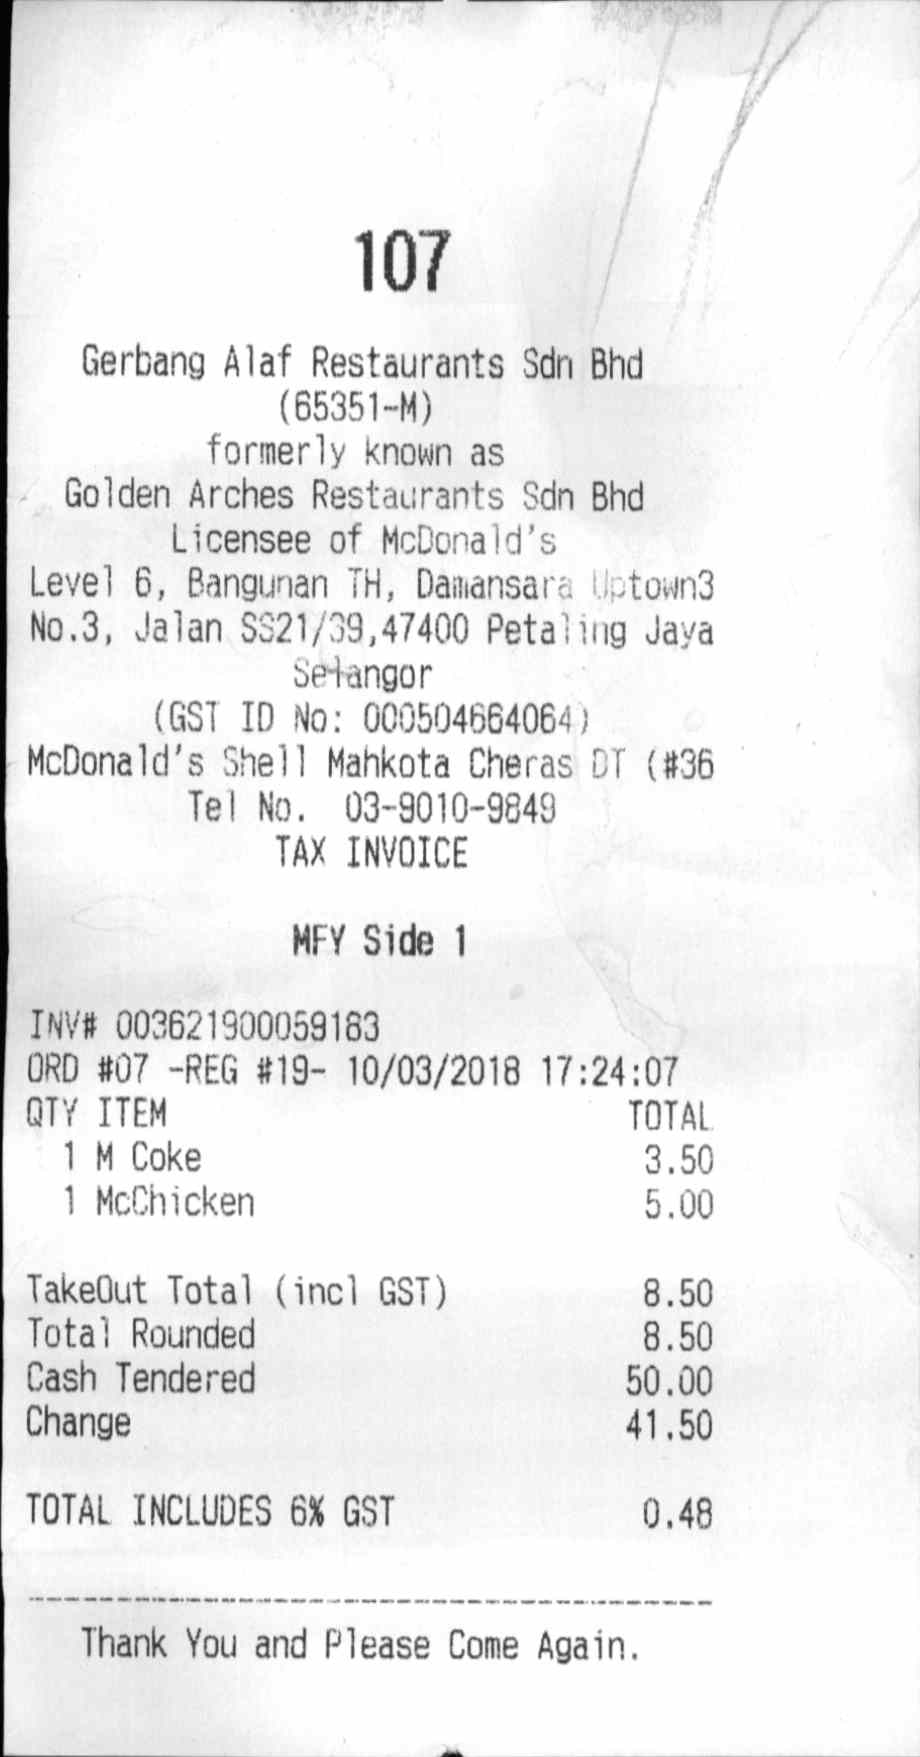 107
Gerbang Alaf Restaurants Sdn Bhd
(65351-M)
formerly known as
Golden Arches Restaurants Sdn Bhd
Licensee of McDonald's
Level 6, Bangunan TH, Damansara Uptown3
No.3, Jalan SS21/39,47400 Petaling Jaya
Selangor
(GST ID No: 000504664064)
McDonald's Shell Mahkota Cheras DT (#36
Tel No. 03-9010-9849
TAX INVOICE
MFY Side 1
INV# 003621900059183
ORD #07 -REG #19- 10/03/2018 17:24:07
QTY ITEM TOTAL
1 M Coke 3.50
1 McChicken 5.00
TakeOut Total (incl GST) 8.50
Total Rounded 8.50
Cash Tendered 50.00
Change 41.50
TOTAL INCLUDES 6% GST 0.48
Thank You and Please Come Again.